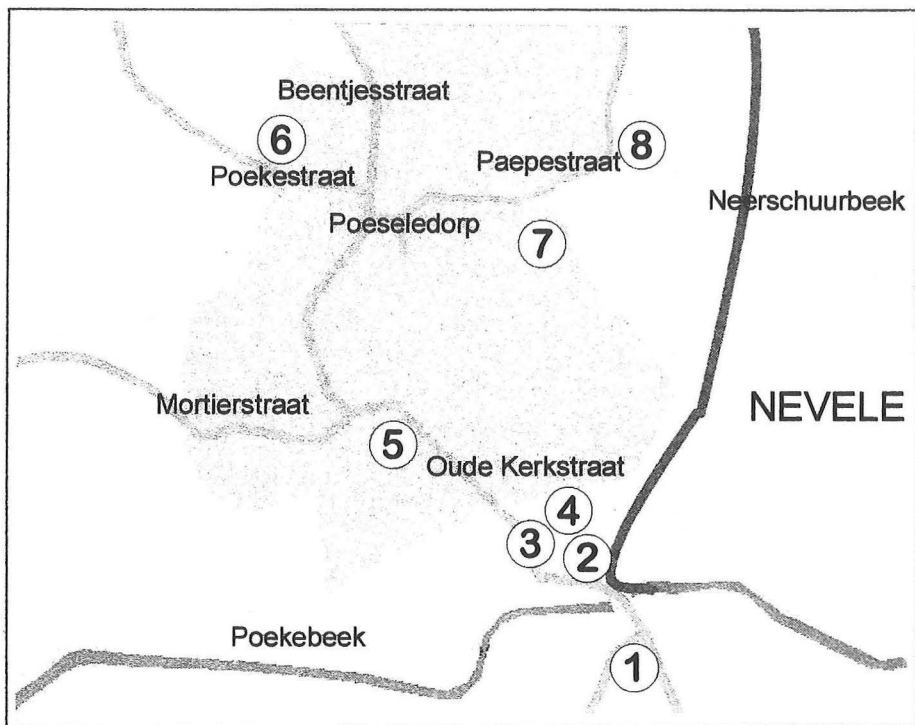 Beentjesstraat
6
8
Paepestraat
Poekestraat
Neerschuurbeek
Poeseledorp
7
Mortierstraat
NEVELE
5
Oude Kerkstraat
4
3
2
Poekebeek
1